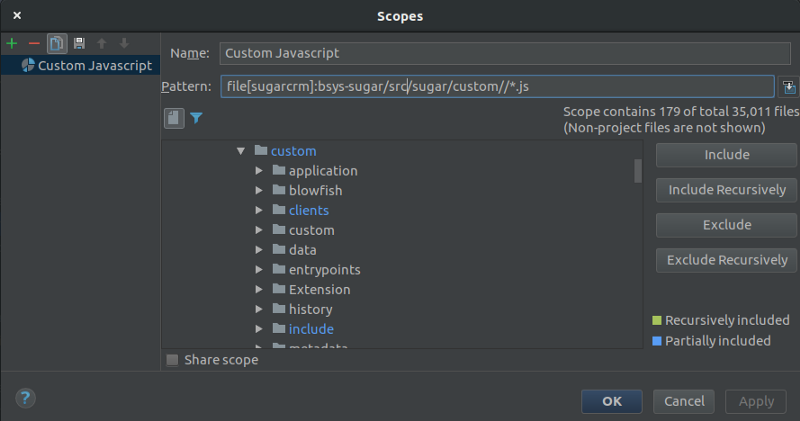 Scopes
Custom Javascript
Name: Custom Javascript
Pattern: file[sugarcrm]:bsys-sugar/src/sugar/custom//*.js
Scope contains 179 of total 35,011 files
(Non-project files are not shown)
custom
application
blowfish
clients
custom
data
entrypoints
Extension
history
include
metadata
Include
Include Recursively
Exclude
Exclude Recursively
Recursively included
Partially included
Share scope
?
OK
Cancel
Apply